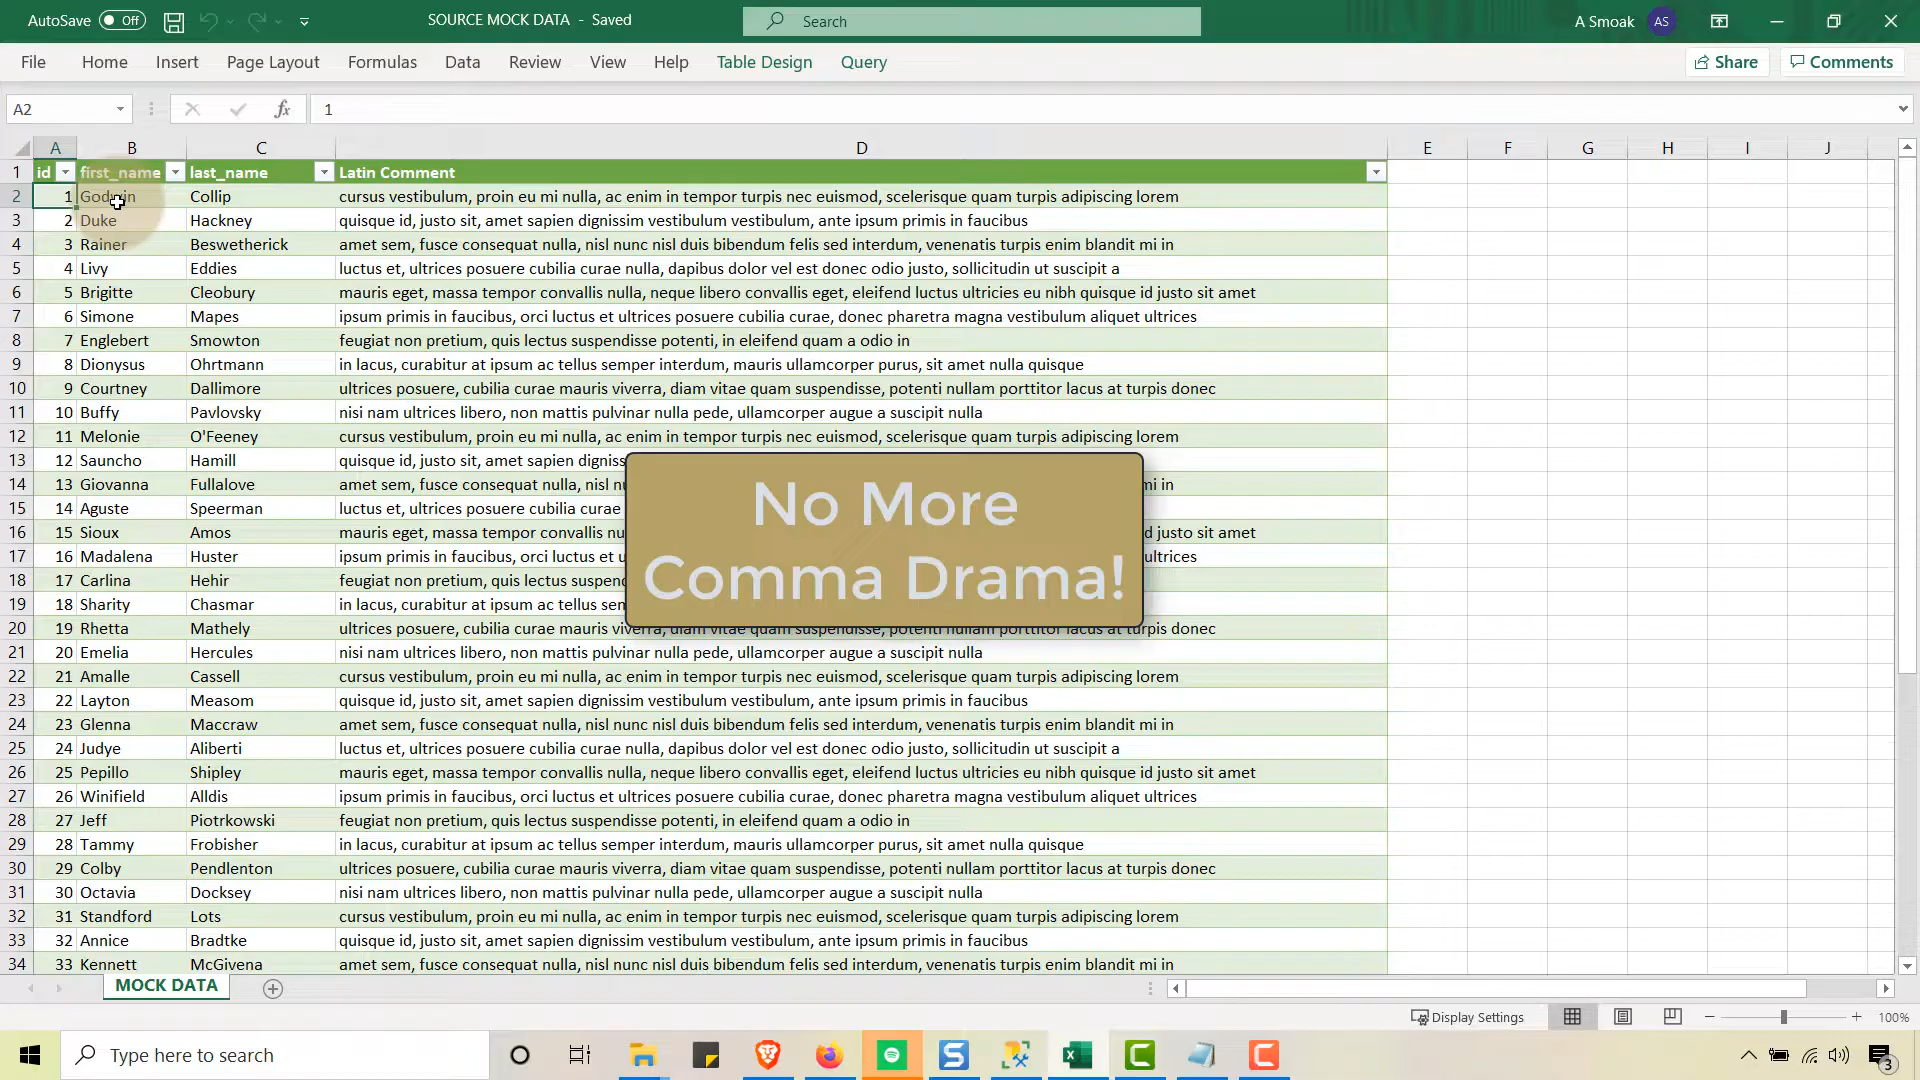 AutoSave Off SOURCE MOCK DATA - Saved Search A Smoak AS
File Home Insert Page Layout Formulas Data Review View Help Table Design Query Share Comments
A2 fx 1
A B C D E F G H I J
1 id first_name last_name Latin Comment
2 1 Godwin Collip cursus vestibulum, proin eu mi nulla, ac enim in tempor turpis nec euismod, scelerisque quam turpis adipiscing lorem
3 2 Duke Hackney quisque id, justo sit, amet sapien dignissim vestibulum vestibulum, ante ipsum primis in faucibus
4 3 Rainer Beswetherick amet sem, fusce consequat nulla, nisl nunc nisl duis bibendum felis sed interdum, venenatis turpis enim blandit mi in
5 4 Livy Eddies luctus et, ultrices posuere cubilia curae nulla, dapibus dolor vel est donec odio justo, sollicitudin ut suscipit a
6 5 Brigitte Cleobury mauris eget, massa tempor convallis nulla, neque libero convallis eget, eleifend luctus ultricies eu nibh quisque id justo sit amet
7 6 Simone Mapes ipsum primis in faucibus, orci luctus et ultrices posuere cubilia curae, donec pharetra magna vestibulum aliquet ultrices
8 7 Englebert Smowton feugiat non pretium, quis lectus suspendisse potenti, in eleifend quam a odio in
9 8 Dionysus Ohrtmann in lacus, curabitur at ipsum ac tellus semper interdum, mauris ullamcorper purus, sit amet nulla quisque
10 9 Courtney Dallimore ultrices posuere, cubilia curae mauris viverra, diam vitae quam suspendisse, potenti nullam porttitor lacus at turpis donec
11 10 Buffy Pavlovsky nisi nam ultrices libero, non mattis pulvinar nulla pede, ullamcorper augue a suscipit nulla
12 11 Melonie O'Feeney cursus vestibulum, proin eu mi nulla, ac enim in tempor turpis nec euismod, scelerisque quam turpis adipiscing lorem
13 12 Sauncho Hamill quisque id, justo sit, amet sapien
14 13 Giovanna Fullalove amet sem, fusce consequat mi in
15 14 Aguste Speerman luctus et, ultrices posuere cubilia curae
16 15 Sioux Amos mauris eget, massa tempor convallis justo sit amet
17 16 Madalena Huster ipsum primis in faucibus, orci luctus et
18 17 Carlina Hehir feugiat non pretium, quis lectus
19 18 Sharity Chasmar in lacus, curabitur at ipsum ac tellus
No More
Comma Drama!
20 19 Rhetta Mathely ultrices posuere, cubilia curae mauris viverra, diam vitae quam suspendisse, potenti nullam porttitor lacus at turpis donec
21 20 Emelia Hercules nisi nam ultrices libero, non mattis pulvinar nulla pede, ullamcorper augue a suscipit nulla
22 21 Amalle Cassell cursus vestibulum, proin eu mi nulla, ac enim in tempor turpis nec euismod, scelerisque quam turpis adipiscing lorem
23 22 Layton Measom quisque id, justo sit, amet sapien dignissim vestibulum vestibulum, ante ipsum primis in faucibus
24 23 Glenna Maccraw amet sem, fusce consequat nulla, nisl nunc nisl duis bibendum felis sed interdum, venenatis turpis enim blandit mi in
25 24 Judye Aliberti luctus et, ultrices posuere cubilia curae nulla, dapibus dolor vel est donec odio justo, sollicitudin ut suscipit a
26 25 Pepillo Shipley mauris eget, massa tempor convallis nulla, neque libero convallis eget, eleifend luctus ultricies eu nibh quisque id justo sit amet
27 26 Winifield Alldis ipsum primis in faucibus, orci luctus et ultrices posuere cubilia curae, donec pharetra magna vestibulum aliquet ultrices
28 27 Jeff Piotrkowski feugiat non pretium, quis lectus suspendisse potenti, in eleifend quam a odio in
29 28 Tammy Frobisher in lacus, curabitur at ipsum ac tellus semper interdum, mauris ullamcorper purus, sit amet nulla quisque
30 29 Colby Pendlenton ultrices posuere, cubilia curae mauris viverra, diam vitae quam suspendisse, potenti nullam porttitor lacus at turpis donec
31 30 Octavia Docksey nisi nam ultrices libero, non mattis pulvinar nulla pede, ullamcorper augue a suscipit nulla
32 31 Standford Lots cursus vestibulum, proin eu mi nulla, ac enim in tempor turpis nec euismod, scelerisque quam turpis adipiscing lorem
33 32 Annice Bradtke quisque id, justo sit, amet sapien dignissim vestibulum vestibulum, ante ipsum primis in faucibus
34 33 Kennett McGivena amet sem, fusce consequat nulla, nisl nunc nisl duis bibendum felis sed interdum, venenatis turpis enim blandit mi in
MOCK DATA
Display Settings 100%
Type here to search 3